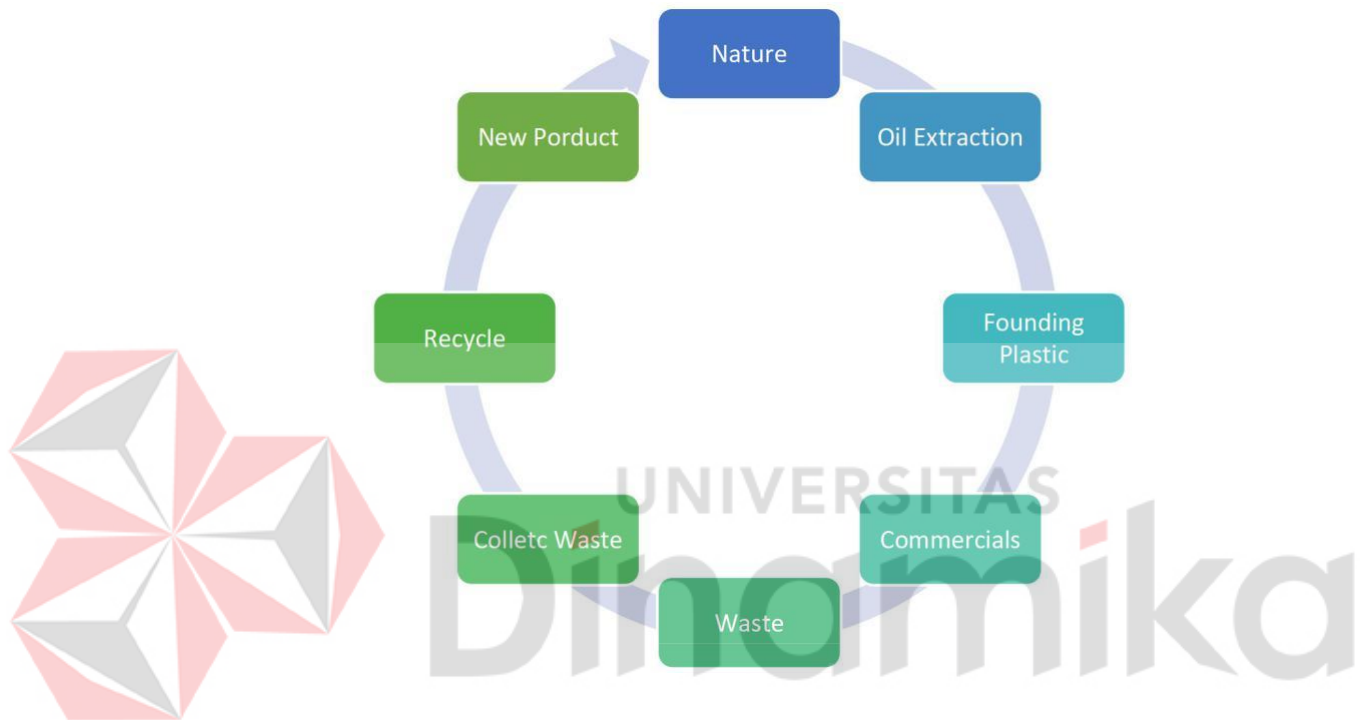 Nature
Oil Extraction
Founding
Plastic
Commercials
Waste
Colletc Waste
Recycle
New Porduct
UNIVERSITAS
Dinamika